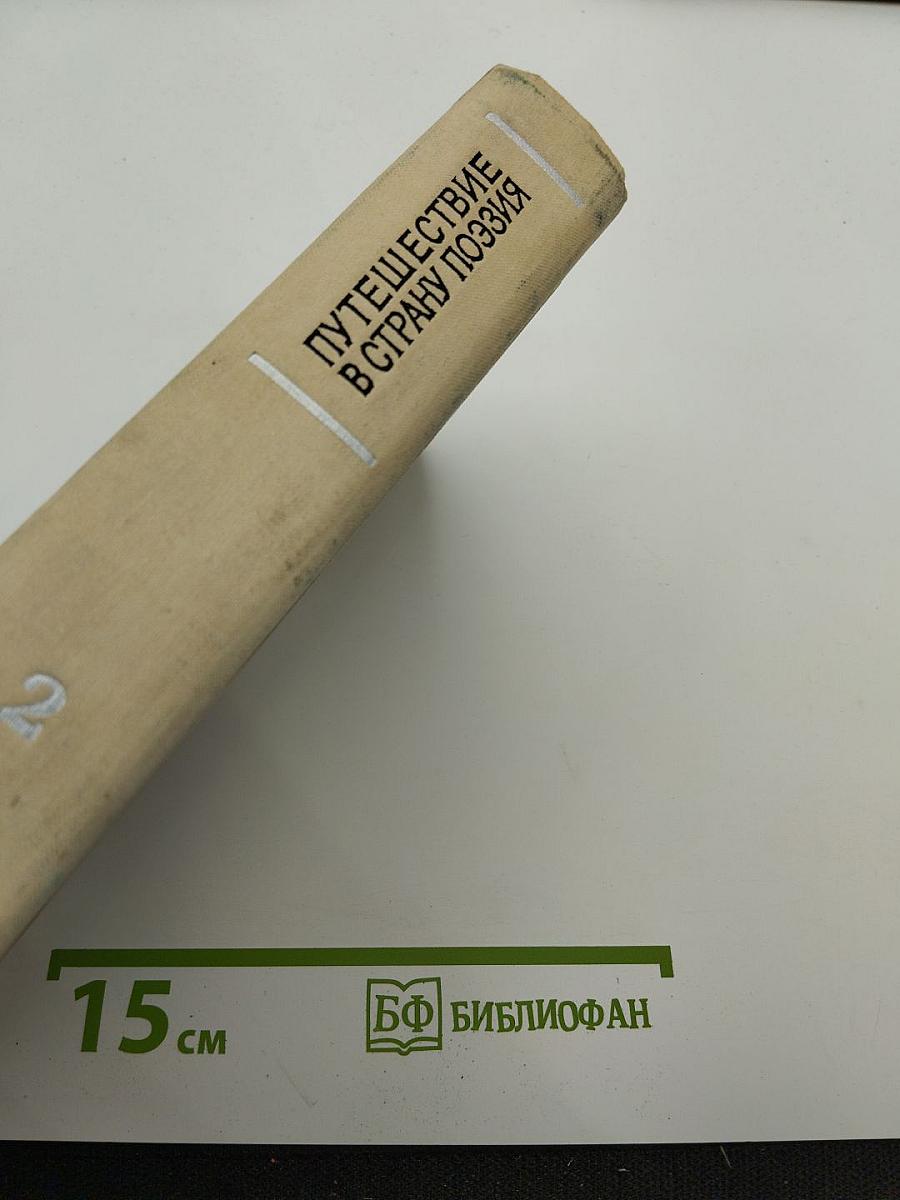 ПУТЕШЕСТВИЕ
В СТРАНУ ПОЭЗИЯ
2
15 см
БФ БИБЛИОФАН